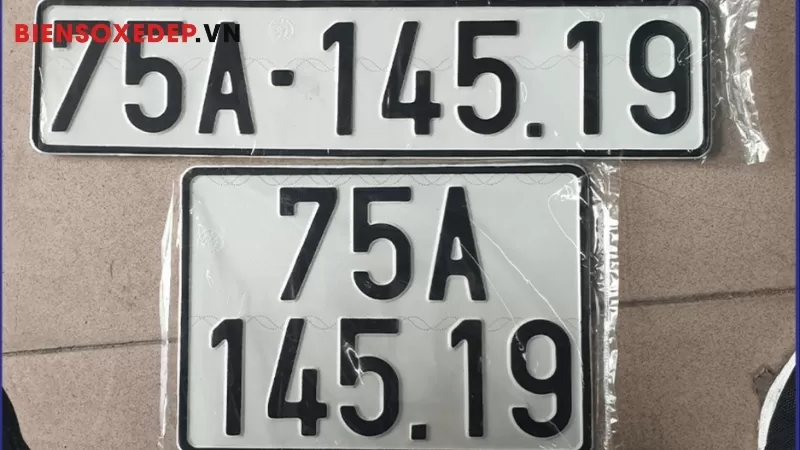 BIENSOXEDEP.VN
75A-145.19
75A
145.19